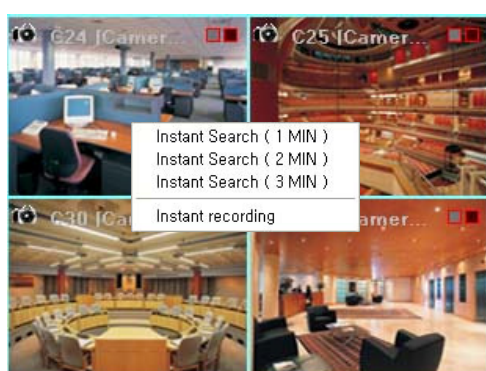 G24 [Camer...
C25 [Camer...
Instant Search ( 1 MIN )
Instant Search ( 2 MIN )
Instant Search ( 3 MIN )
Instant recording
C30 [Ca
amer...